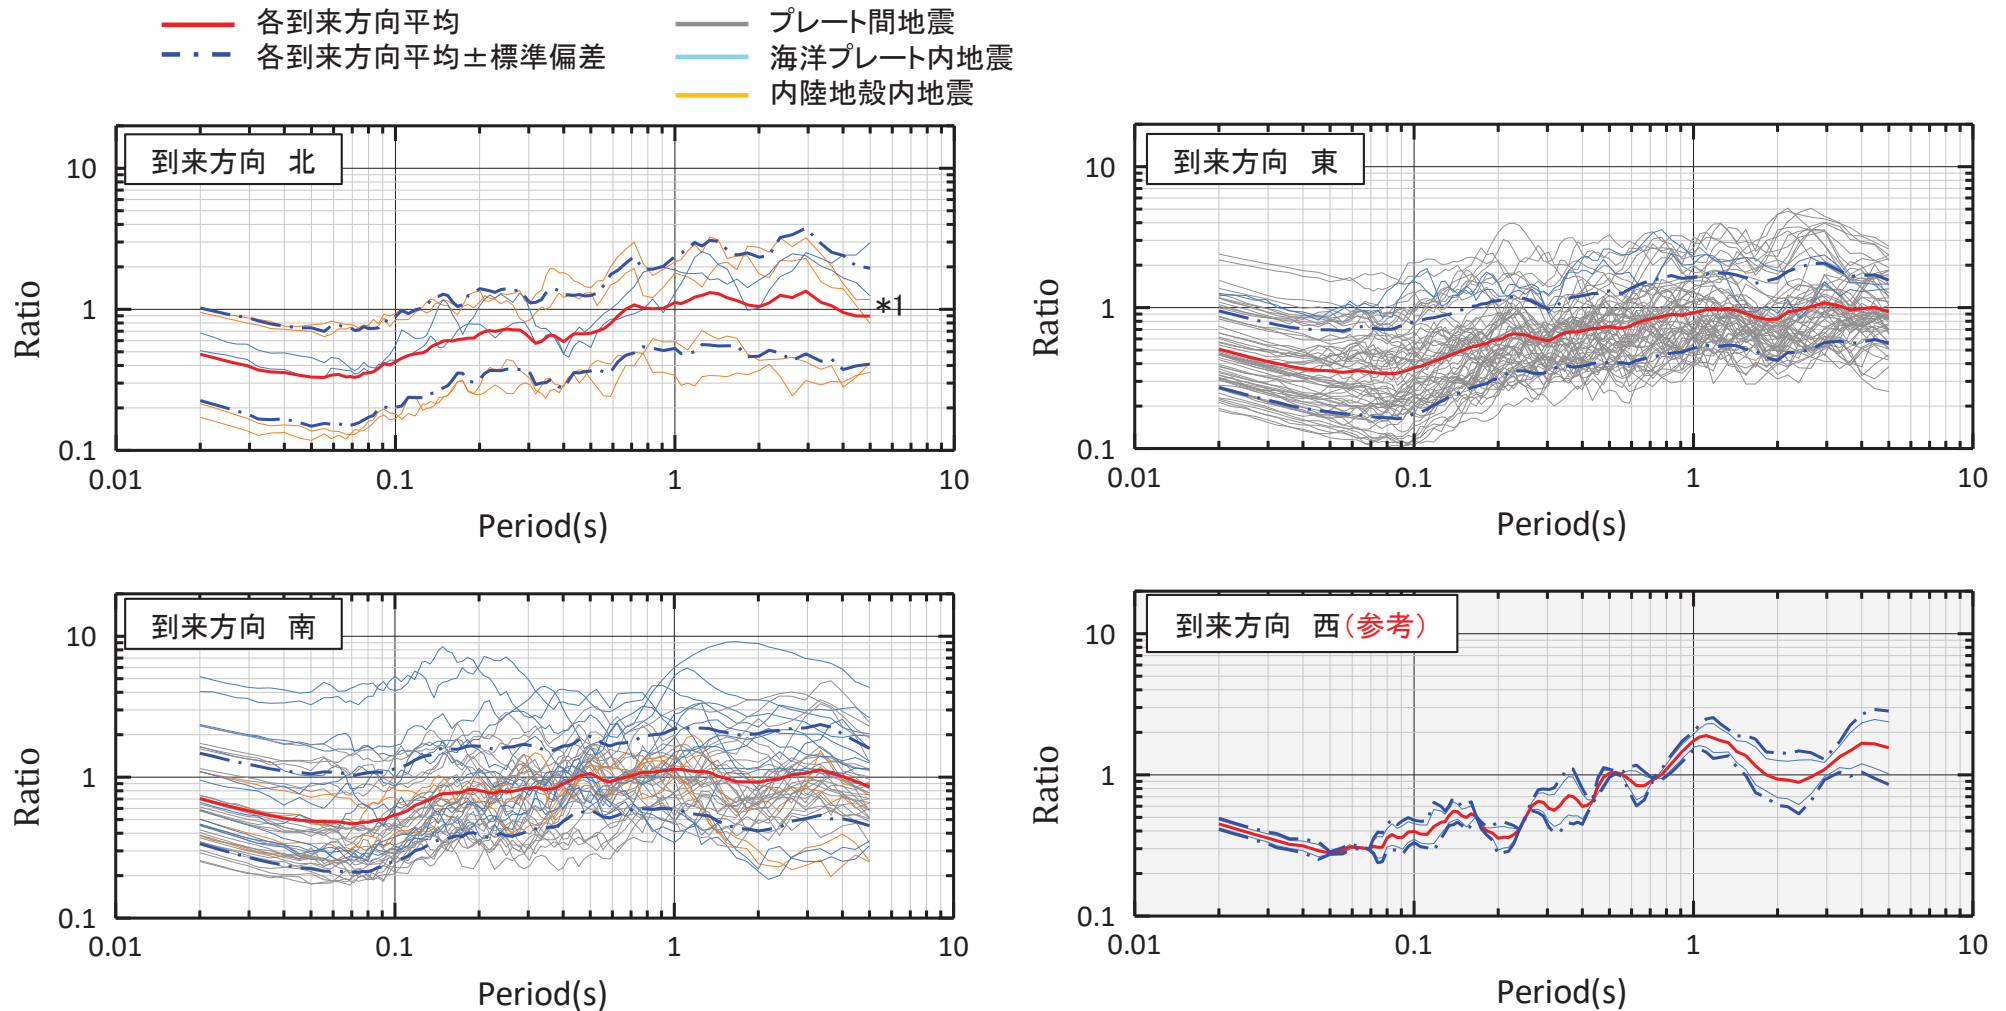 各到来方向平均
各到来方向平均±標準偏差
プレート間地震
海洋プレート内地震
内陸地殻内地震
到来方向　北
10
1
0.1
Ratio
*1
0.01
0.1
1
10
Period(s)
到来方向　東
10
1
0.1
Ratio
0.01
0.1
1
10
Period(s)
到来方向　南
10
1
0.1
Ratio
0.01
0.1
1
10
Period(s)
到来方向　西（参考）
10
1
0.1
Ratio
0.01
0.1
1
10
Period(s)